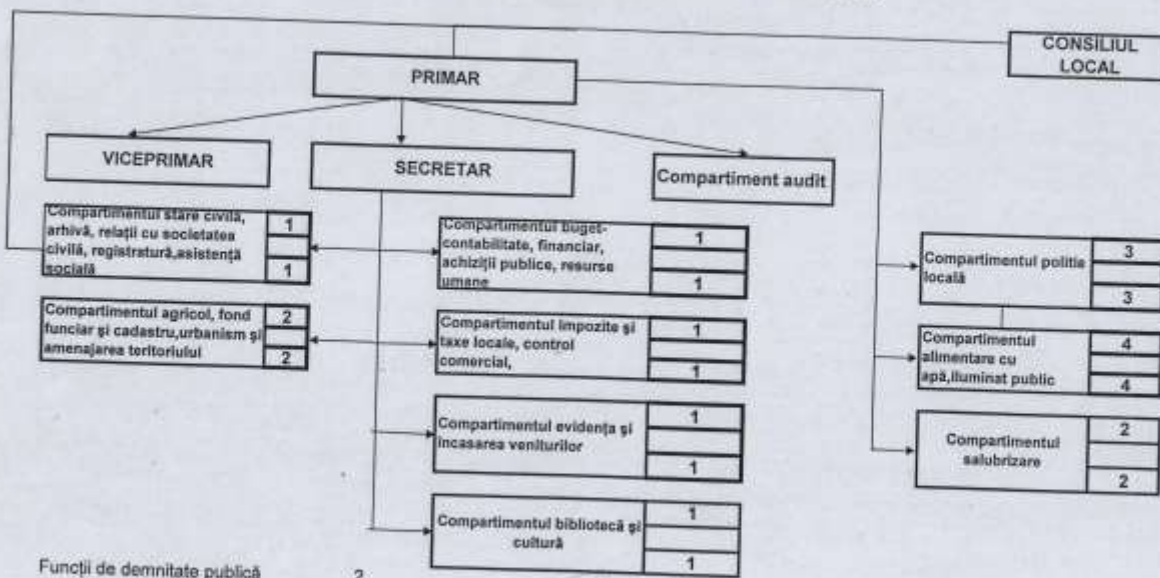 CONSILIUL
LOCAL
PRIMAR
VICEPRIMAR
SECRETAR
Compartiment audit
Compartimentul stare civilă,
arhivă, relații cu societatea
civilă, registratură,asistență
socială
1
1
Compartimentul buget-
contabilitate, financiar,
achiziții publice, resurse
umane
1
1
Compartimentul politie
locală
3
3
Compartimentul agricol, fond
funciar și cadastru,urbanism și
amenajarea teritoriului
2
2
Compartimentul impozite și
taxe locale, control
comercial,
1
1
Compartimentul
alimentare cu
apă,iluminat public
4
4
Compartimentul evidența și
încasarea veniturilor
1
1
Compartimentul
salubrizare
2
2
Compartimentul bibliotecă și
cultură
1
1
Funcții de demnitate publică 2